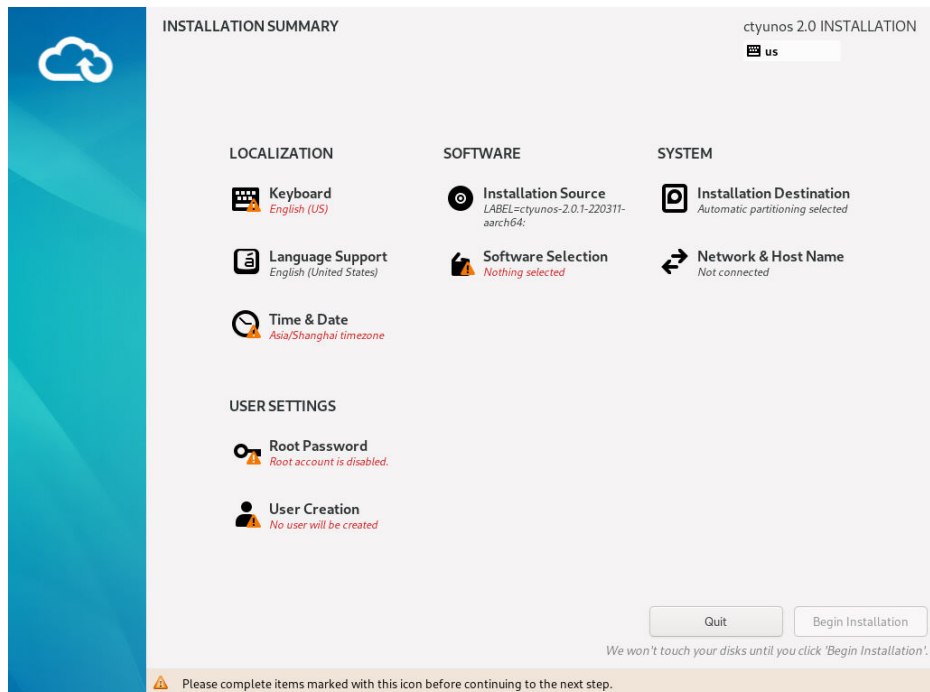 INSTALLATION SUMMARY
ctyunos 2.0 INSTALLATION
us
LOCALIZATION
Keyboard
English (US)
Language Support
English (United States)
Time & Date
Asia/Shanghai timezone
SOFTWARE
Installation Source
LABEL=ctyunos-2.0.1-220311-
aarch64:
Software Selection
Nothing selected
SYSTEM
Installation Destination
Automatic partitioning selected
Network & Host Name
Not connected
USER SETTINGS
Root Password
Root account is disabled.
User Creation
No user will be created
Quit
Begin Installation
We won't touch your disks until you click 'Begin Installation'.
Please complete items marked with this icon before continuing to the next step.